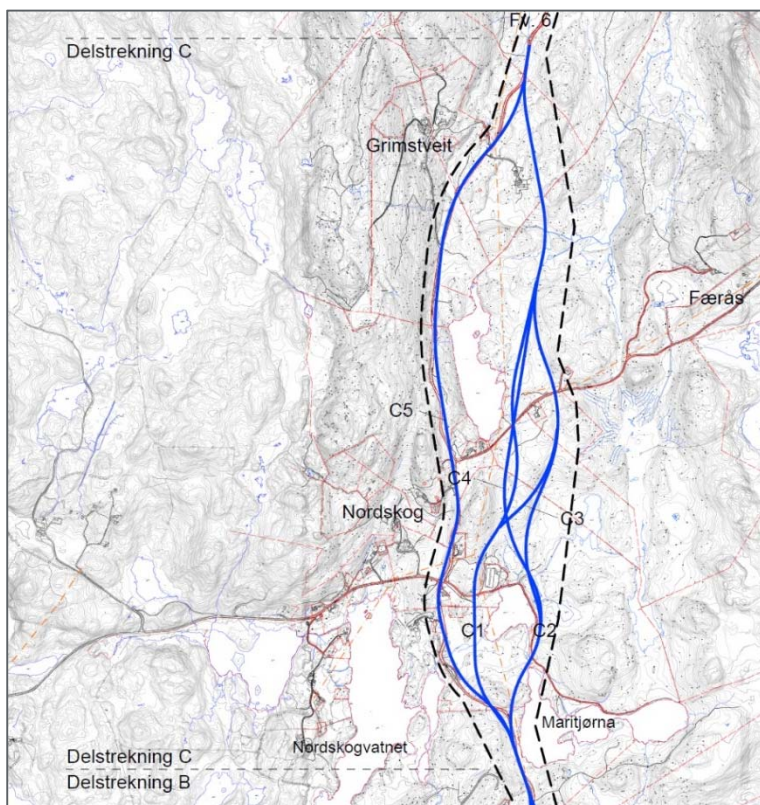 Fv. 6
Delstrekning C
Grimstveit
Færås
C5
C4
Nordskog
C3
C1
C2
Maritjørna
Nordskogvatnet
Delstrekning C
Delstrekning B